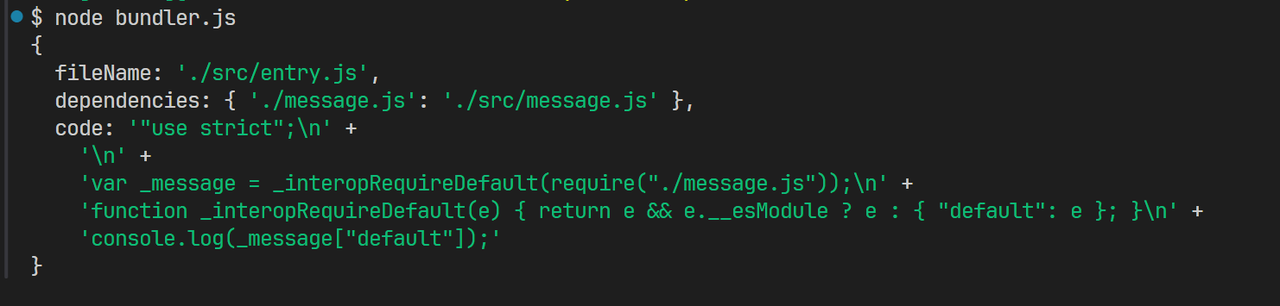 $ node bundler.js
{
  fileName: './src/entry.js',
  dependencies: { './message.js': './src/message.js' },
  code: '"use strict";\n' +
    '\n' +
    'var _message = _interopRequireDefault(require("./message.js"));\n' +
    'function _interopRequireDefault(e) { return e && e.__esModule ? e : { "default": e }; }\n' +
    'console.log(_message["default"]);'
}